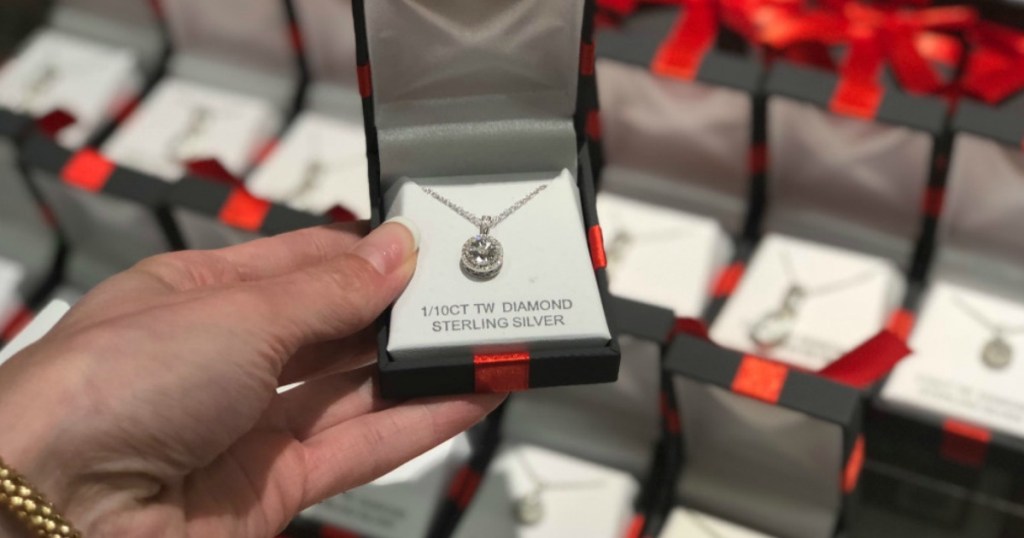 1/10CT TW DIAMOND
STERLING SILVER